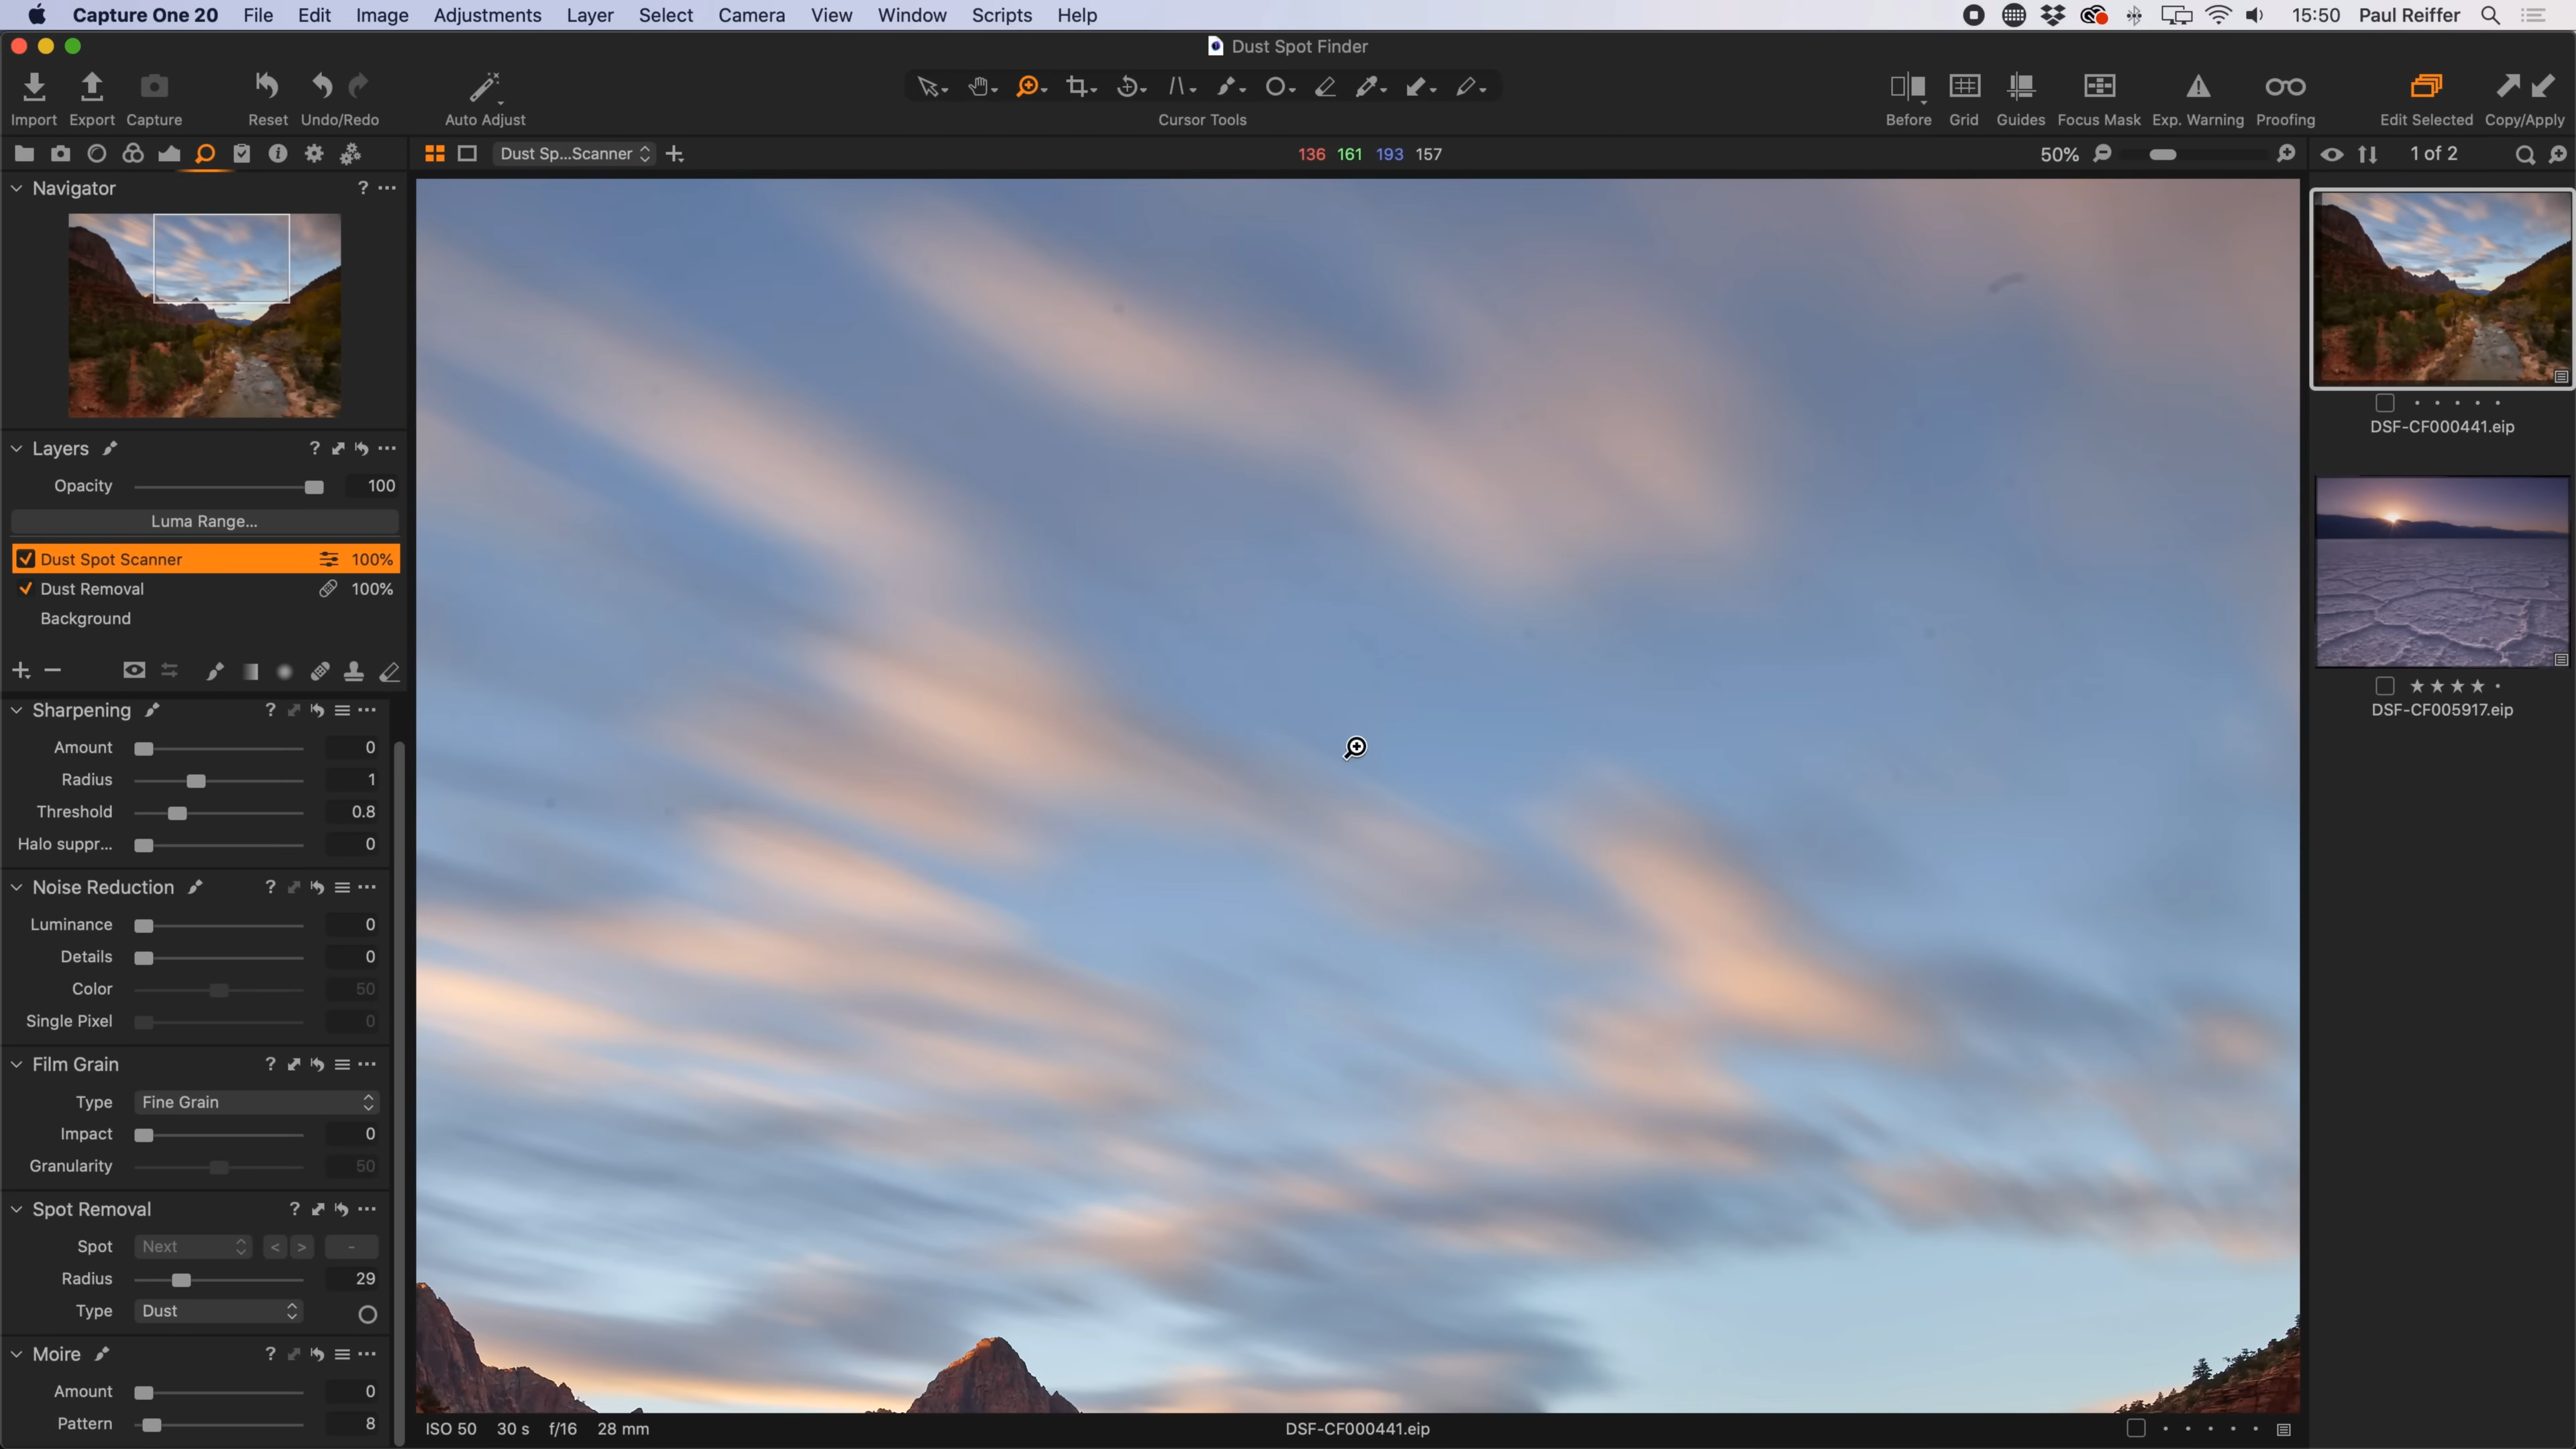 Capture One 20 File Edit Image Adjustments Layer Select Camera View Window Scripts Help 15:50 Paul Reiffer
Dust Spot Finder
Import Export Capture Reset Undo/Redo Auto Adjust Cursor Tools Before Grid Guides Focus Mask Exp. Warning Proofing Edit Selected Copy/Apply
Dust Sp...Scanner 136 161 193 157 50% 1 of 2
Navigator ? ...
Layers ? ...
Opacity 100
Luma Range...
Dust Spot Scanner 100%
Dust Removal 100%
Background
Sharpening ? ...
Amount 0
Radius 1
Threshold 0.8
Halo suppr... 0
Noise Reduction ? ...
Luminance 0
Details 0
Color 50
Single Pixel 0
Film Grain ? ...
Type Fine Grain
Impact 0
Granularity 50
Spot Removal ? ...
Spot Next < > -
Radius 29
Type Dust
Moire ? ...
Amount 0
Pattern 8
ISO 50 30 s f/16 28 mm DSF-CF000441.eip
DSF-CF000441.eip
DSF-CF005917.eip